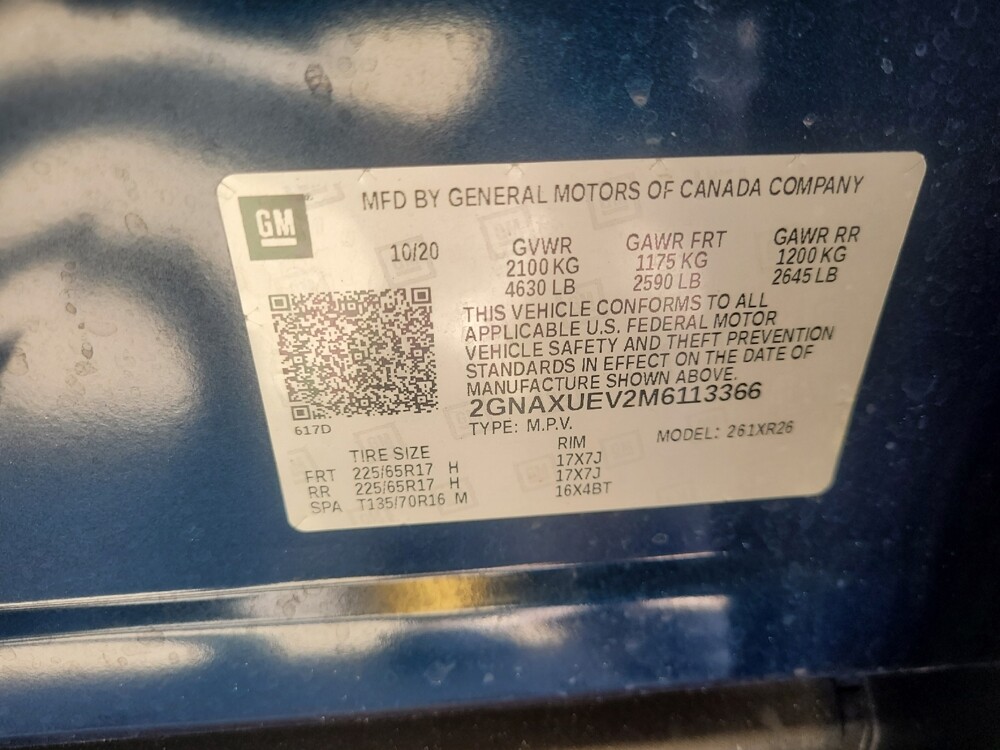 GM
MFD BY GENERAL MOTORS OF CANADA COMPANY
10/20
GVWR GAWR FRT GAWR RR
2100 KG 1175 KG 1200 KG
4630 LB 2590 LB 2645 LB
THIS VEHICLE CONFORMS TO ALL
APPLICABLE U.S. FEDERAL MOTOR
VEHICLE SAFETY AND THEFT PREVENTION
STANDARDS IN EFFECT ON THE DATE OF
MANUFACTURE SHOWN ABOVE.
2GNAXUEV2M6113366
617D
TYPE: M.P.V. MODEL: 261XR26
TIRE SIZE RIM
FRT 225/65R17 H 17X7J
RR 225/65R17 H 17X7J
SPA T135/70R16 M 16X4BT